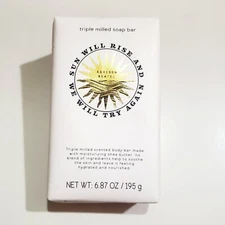 triple milled soap bar
SUN WILL RISE AND
WE WILL TRY AGAIN
Triple milled scented body bar made
with moisturizing shea butter. Its
blend of ingredients help to soothe
the skin and leave it feeling
hydrated and nourished
NET WT: 6.87 OZ / 195 g